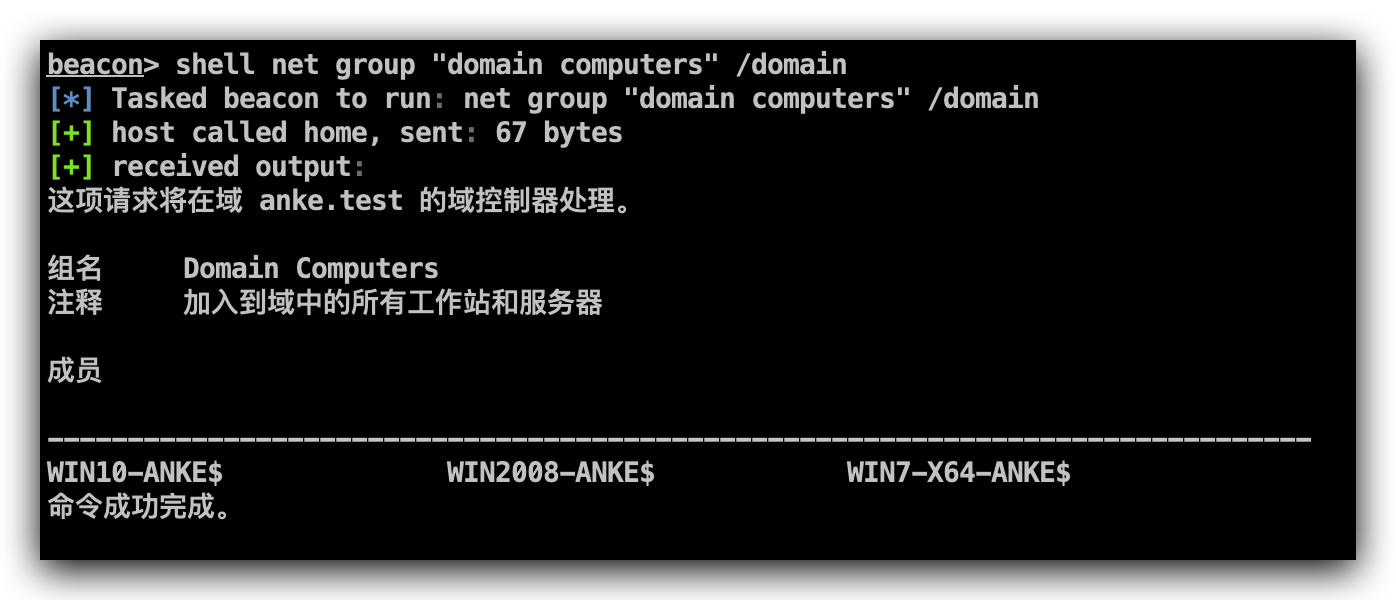 beacon> shell net group "domain computers" /domain
[*] Tasked beacon to run: net group "domain computers" /domain
[+] host called home, sent: 67 bytes
[+] received output:
这项请求将在域 anke.test 的域控制器处理。
组名     Domain Computers
注释     加入到域中的所有工作站和服务器
成员
-------------------------------------------------------------------------------
WIN10-ANKE$              WIN2008-ANKE$            WIN7-X64-ANKE$
命令成功完成。